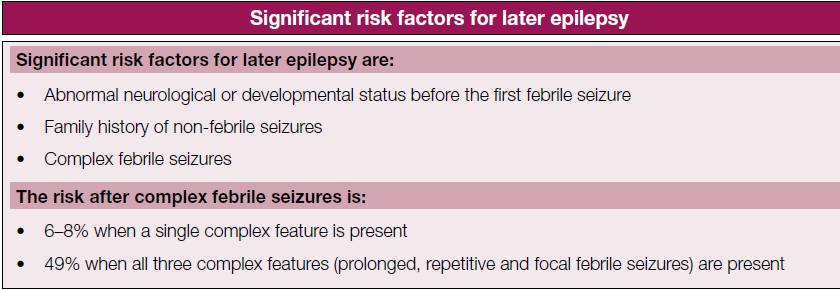 Significant risk factors for later epilepsy
Significant risk factors for later epilepsy are:
• Abnormal neurological or developmental status before the first febrile seizure
• Family history of non-febrile seizures
• Complex febrile seizures
The risk after complex febrile seizures is:
• 6–8% when a single complex feature is present
• 49% when all three complex features (prolonged, repetitive and focal febrile seizures) are present